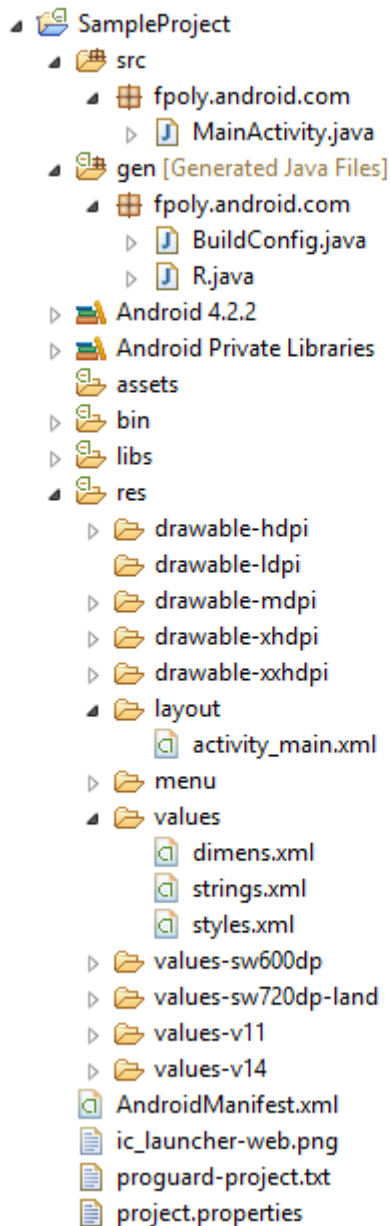 SampleProject
src
fpoly.android.com
MainActivity.java
gen [Generated Java Files]
fpoly.android.com
BuildConfig.java
R.java
Android 4.2.2
Android Private Libraries
assets
bin
libs
res
drawable-hdpi
drawable-ldpi
drawable-mdpi
drawable-xhdpi
drawable-xxhdpi
layout
activity_main.xml
menu
values
dimens.xml
strings.xml
styles.xml
values-sw600dp
values-sw720dp-land
values-v11
values-v14
AndroidManifest.xml
ic_launcher-web.png
proguard-project.txt
project.properties